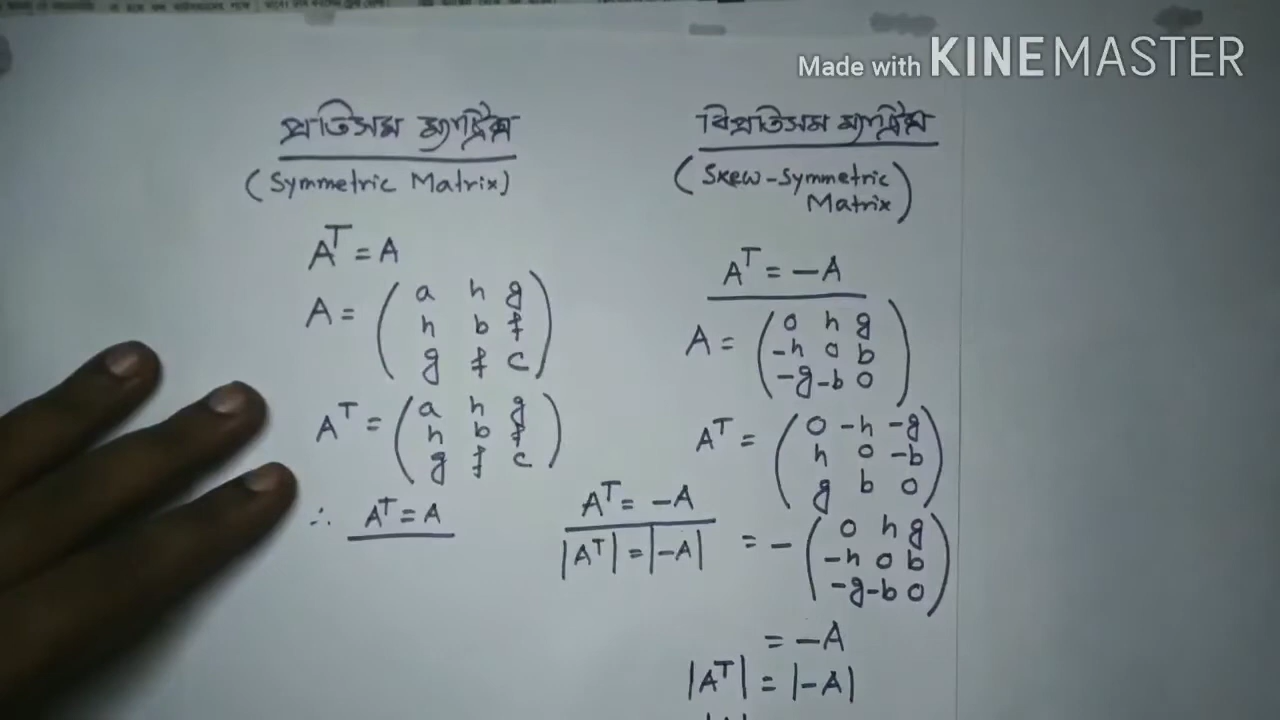 Made with KINEMASTER
প্রতিসম ম্যাট্রিক্স
(Symmetric Matrix)
A^T = A
A = ( a h g
h b f
g f c )
A^T = ( a h g
h b f
g f c )
∴ A^T = A
বিপ্রতিসম ম্যাট্রিক্স
(Skew-Symmetric
Matrix)
A^T = -A
A = ( 0 h g
-h 0 b
-g -b 0 )
A^T = ( 0 -h -g
h 0 -b
g b 0 )
= - ( 0 h g
-h 0 b
-g -b 0 )
= -A
|A^T| = |-A|
A^T = -A
|A^T| = |-A|